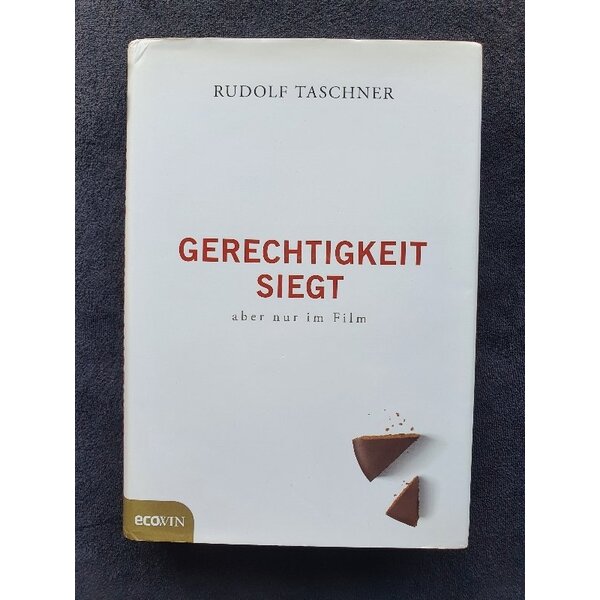 RUDOLF TASCHNER
GERECHTIGKEIT
SIEGT
aber nur im Film
ecoWIN